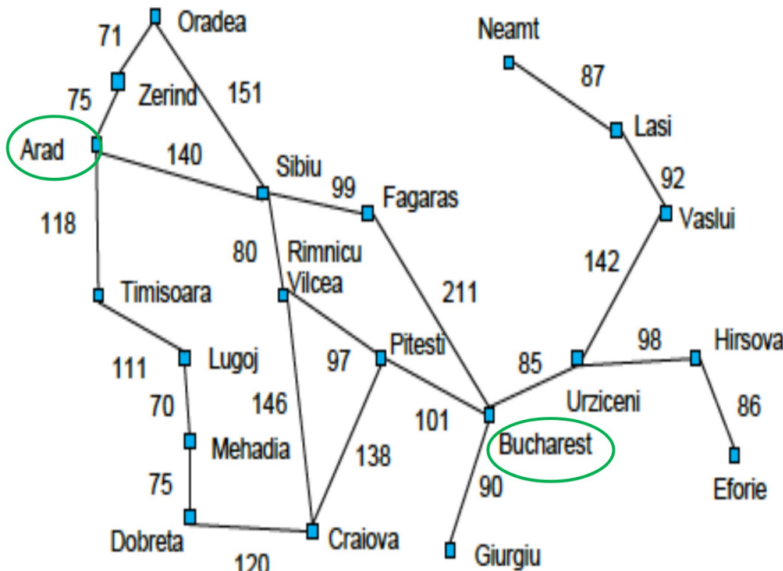 Oradea
Neamt
71
87
Zerind
75
151
Lasi
Arad
140
Sibiu
92
99
Fagaras
118
Vaslui
80
Rimnicu
Vilcea
142
Timisoara
211
Hirsova
111
Lugoj
97
Pitesti
85
98
70
146
101
Urziceni
86
Mehadia
138
Bucharest
75
90
Eforie
Dobreta
Craiova
Giurgiu
120